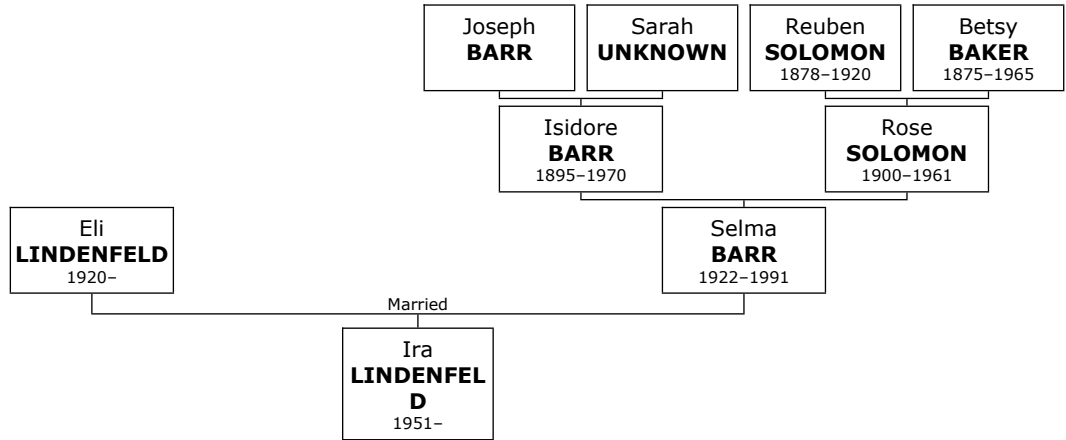 Joseph
BARR
Sarah
UNKNOWN
Reuben
SOLOMON
1878–1920
Betsy
BAKER
1875–1965
Isidore
BARR
1895–1970
Rose
SOLOMON
1900–1961
Eli
LINDENFELD
1920–
Selma
BARR
1922–1991
Married
Ira
LINDENFEL
D
1951–